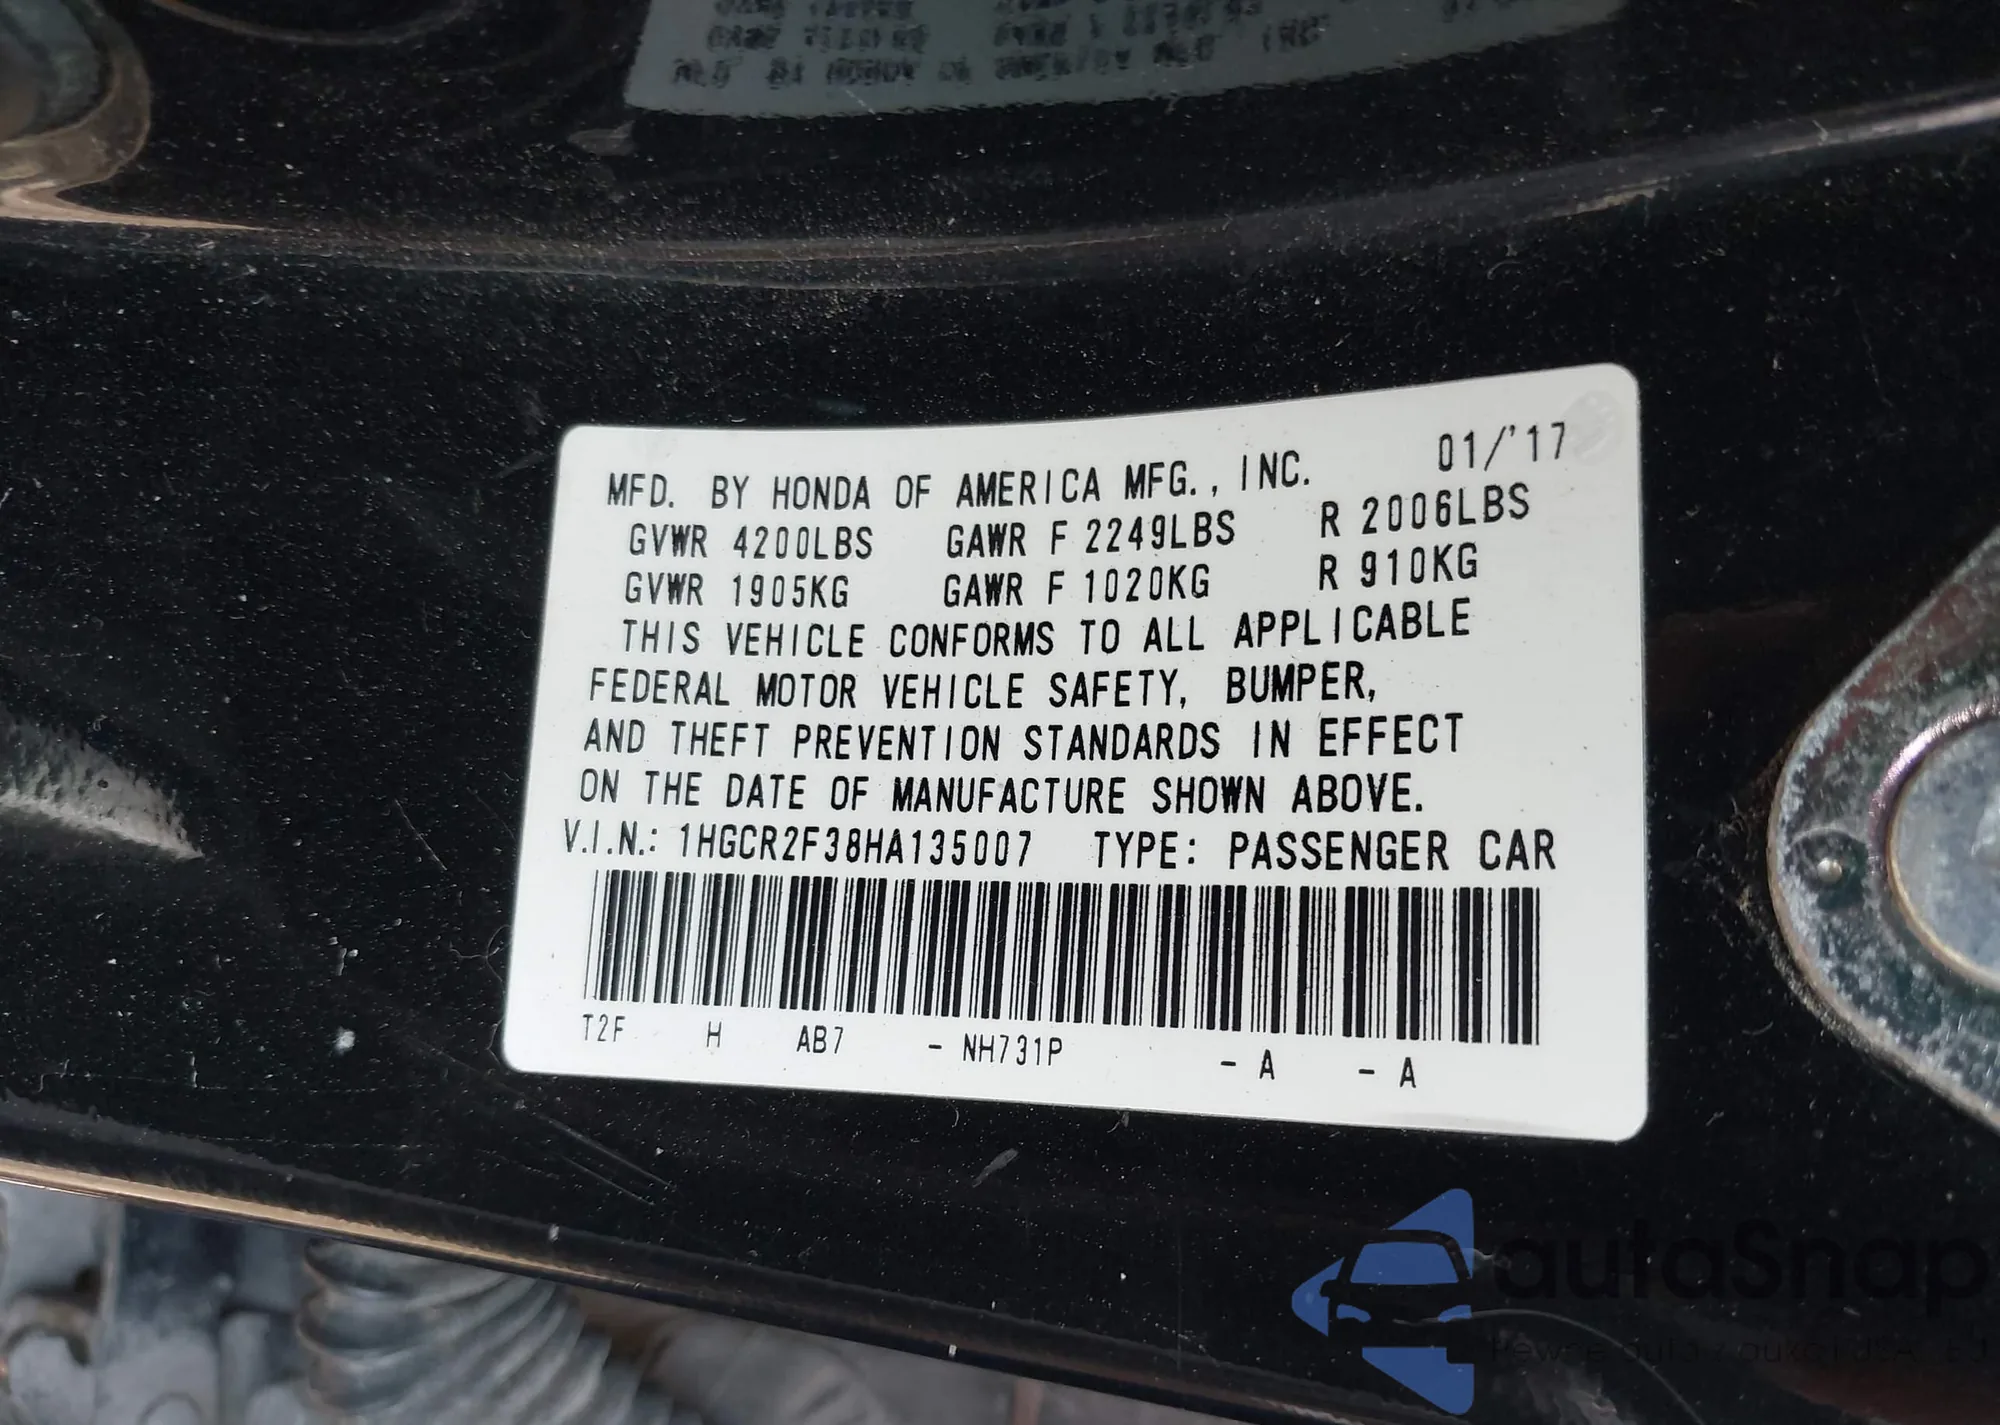 MFD. BY HONDA OF AMERICA MFG., INC. 01/'17
GVWR 4200LBS GAWR F 2249LBS R 2006LBS
GVWR 1905KG GAWR F 1020KG R 910KG
THIS VEHICLE CONFORMS TO ALL APPLICABLE
FEDERAL MOTOR VEHICLE SAFETY, BUMPER,
AND THEFT PREVENTION STANDARDS IN EFFECT
ON THE DATE OF MANUFACTURE SHOWN ABOVE.
V.I.N.: 1HGCR2F38HA135007 TYPE: PASSENGER CAR
T2F H AB7 - NH731P - A - A
autaSnap